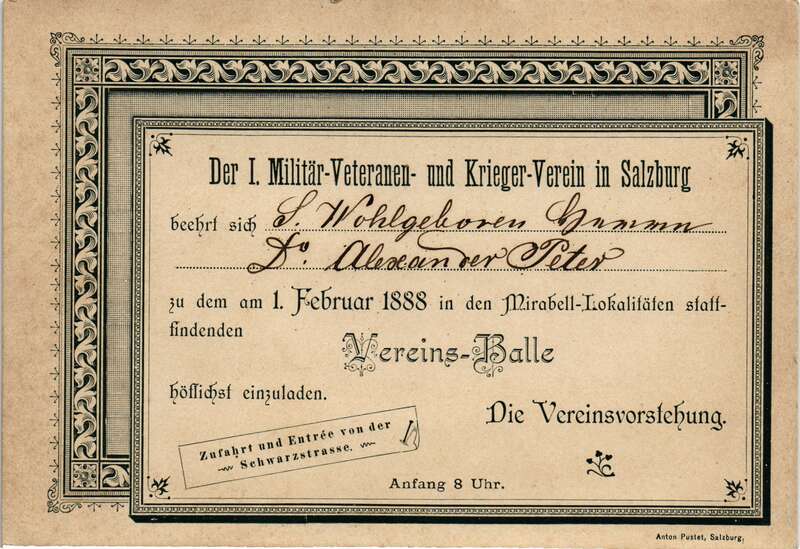 Der I. Militär-Veteranen- und Krieger-Verein in Salzburg
beehrt sich S. Wohlgeboren Herrn
Dr. Alexander Peter
zu dem am 1. Februar 1888 in den Mirabell-Lokalitäten statt-
findenden
Vereins-Balle
höflichst einzuladen.
Die Vereinsvorstehung.
Zufahrt und Entrée von der
Schwarzstrasse.
Anfang 8 Uhr.
Anton Pustet, Salzburg.